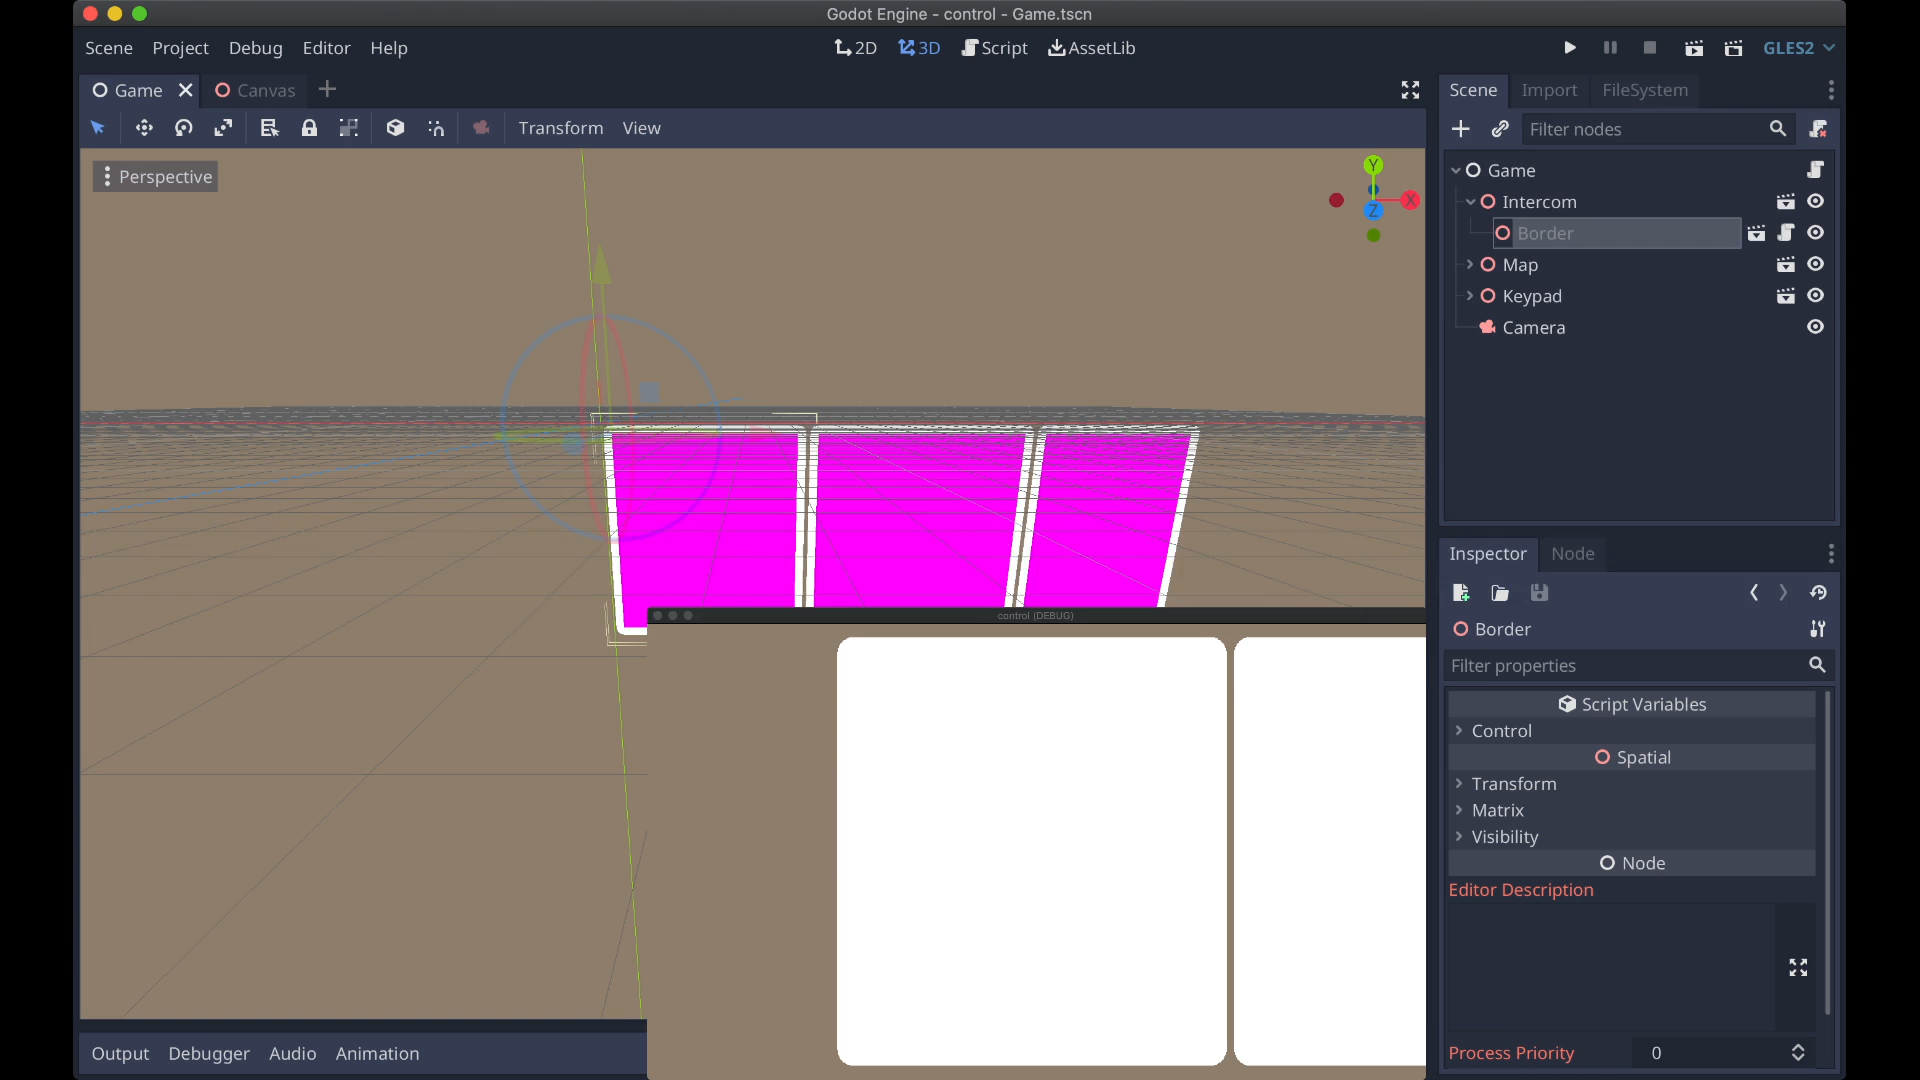 Godot Engine - control - Game.tscn
Scene Project Debug Editor Help
2D 3D Script AssetLib
GLES2
Game Canvas
Transform View
Perspective
Y
X
Z
control (DEBUG)
Output Debugger Audio Animation
Scene Import FileSystem
Filter nodes
Game
Intercom
Border
Map
Keypad
Camera
Inspector Node
Border
Filter properties
Script Variables
Control
Spatial
Transform
Matrix
Visibility
Node
Editor Description
Process Priority 0